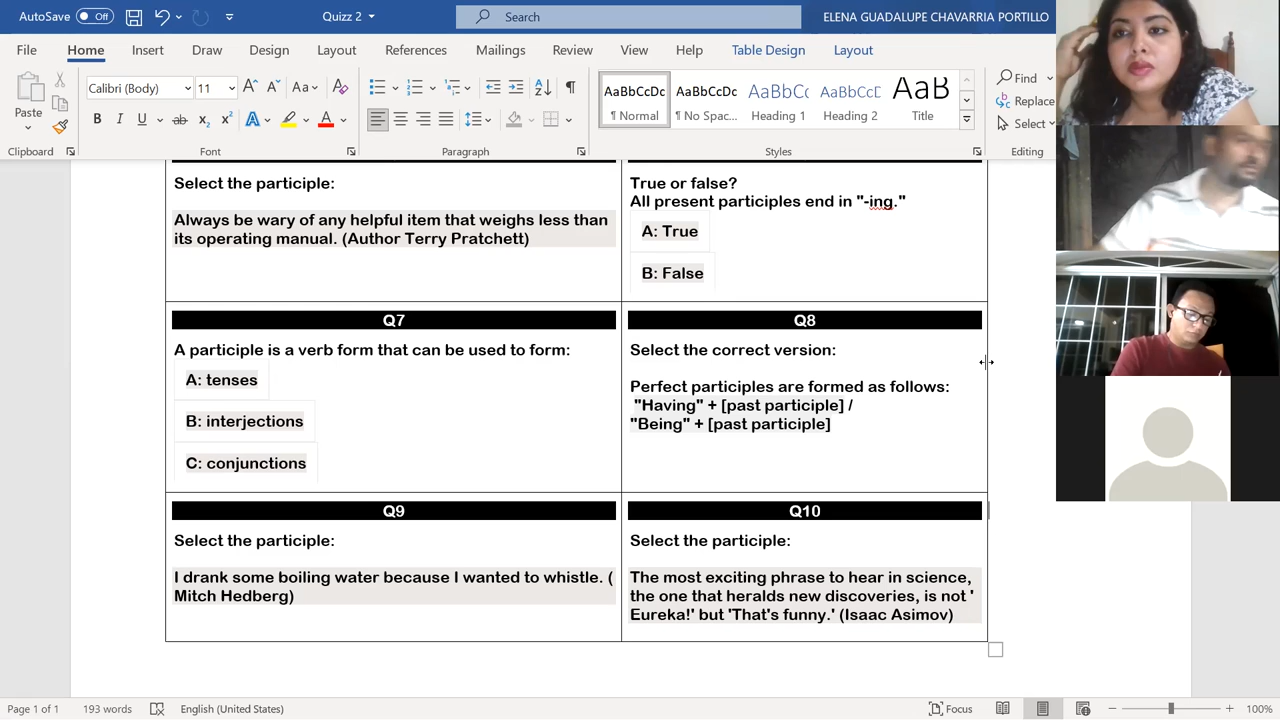 AutoSave Off Quizz 2 Search ELENA GUADALUPE CHAVARRIA PORTILLO
File Home Insert Draw Design Layout References Mailings Review View Help Table Design Layout
Paste
Calibri (Body) 11 Aa
B I U ab x₂ x² A A
AaBbCcDc AaBbCcDc AaBbCc AaBbCcD AaB
¶ Normal ¶ No Spac... Heading 1 Heading 2 Title
Find
Replace
Select
Clipboard Font Paragraph Styles Editing
Select the participle:
Always be wary of any helpful item that weighs less than
its operating manual. (Author Terry Pratchett)
True or false?
All present participles end in "-ing."
A: True
B: False
Q7
A participle is a verb form that can be used to form:
A: tenses
B: interjections
C: conjunctions
Q8
Select the correct version:
Perfect participles are formed as follows:
"Having" + [past participle] /
"Being" + [past participle]
Q9
Select the participle:
I drank some boiling water because I wanted to whistle. (
Mitch Hedberg)
Q10
Select the participle:
The most exciting phrase to hear in science,
the one that heralds new discoveries, is not '
Eureka!' but 'That's funny.' (Isaac Asimov)
Page 1 of 1 193 words English (United States) Focus 100%